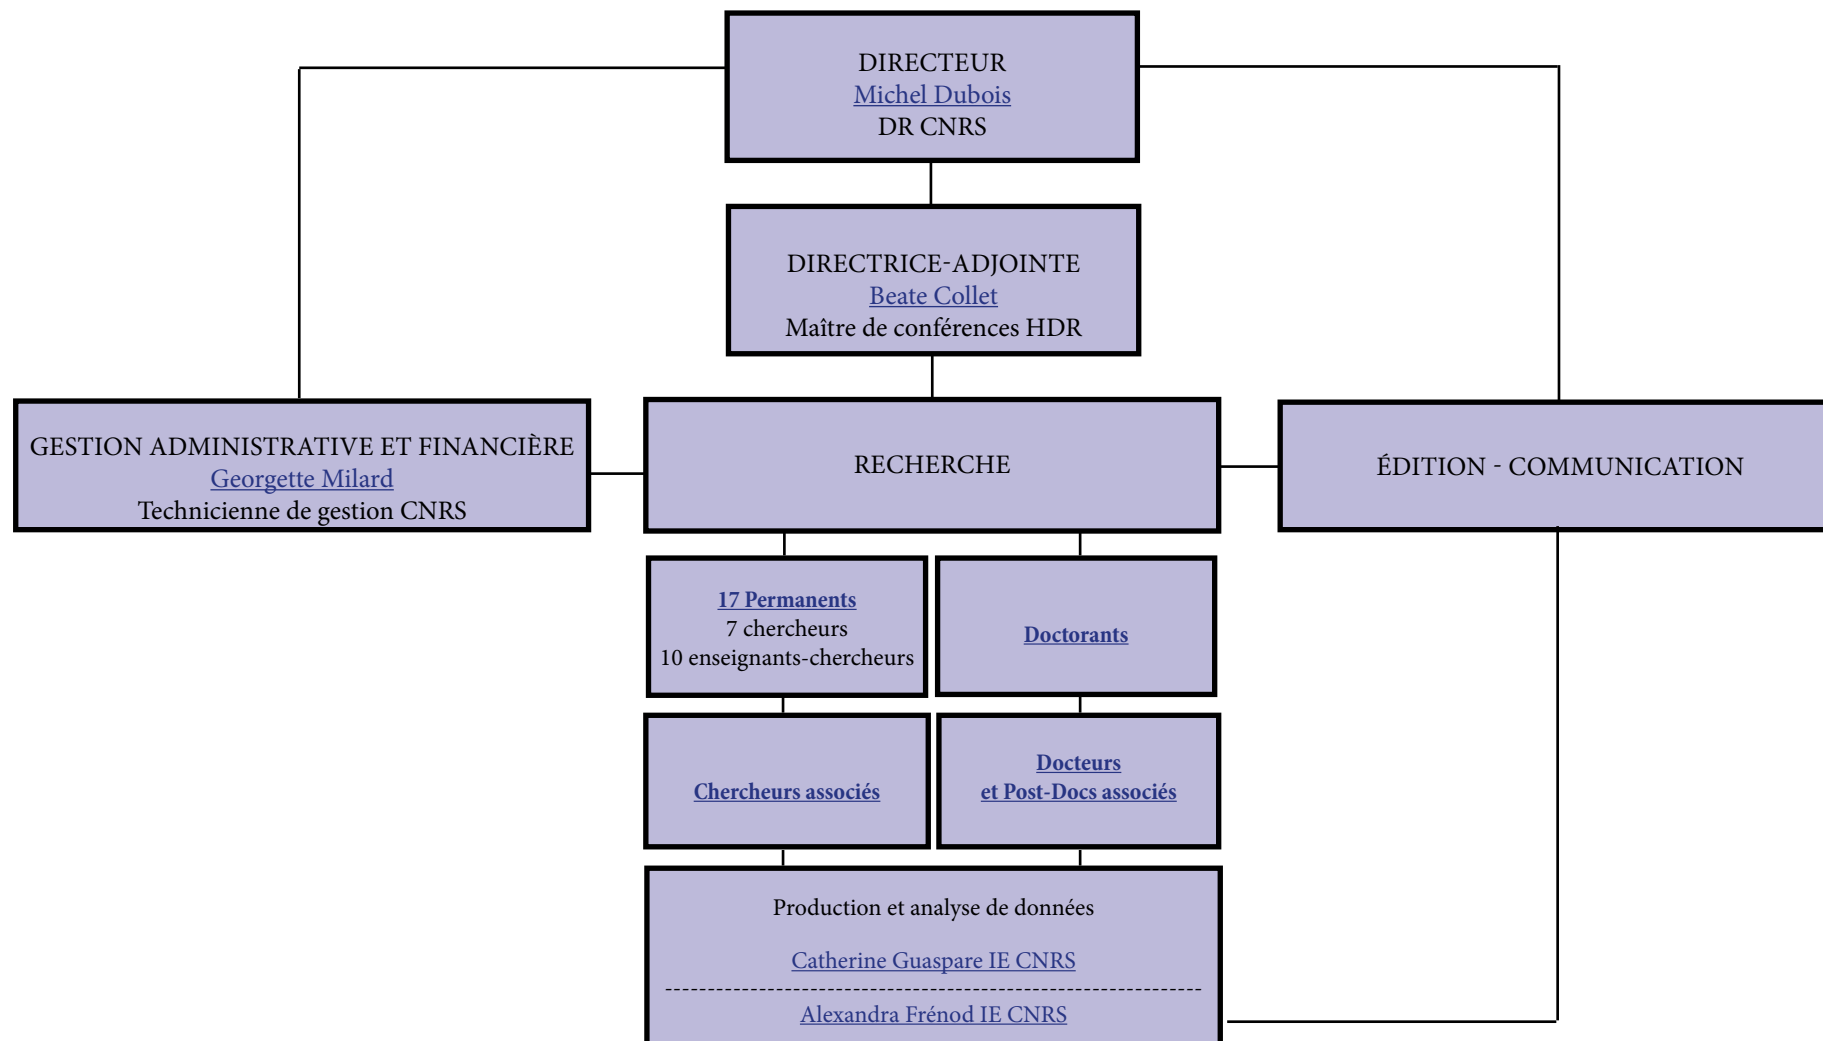 DIRECTEUR
Michel Dubois
DR CNRS
DIRECTRICE-ADJOINTE
Beate Collet
Maître de conférences HDR
GESTION ADMINISTRATIVE ET FINANCIÈRE
Georgette Milard
Technicienne de gestion CNRS
RECHERCHE
ÉDITION - COMMUNICATION
17 Permanents
7 chercheurs
10 enseignants-chercheurs
Doctorants
Chercheurs associés
Docteurs
et Post-Docs associés
Production et analyse de données
Catherine Guaspare IE CNRS
Alexandra Frénod IE CNRS